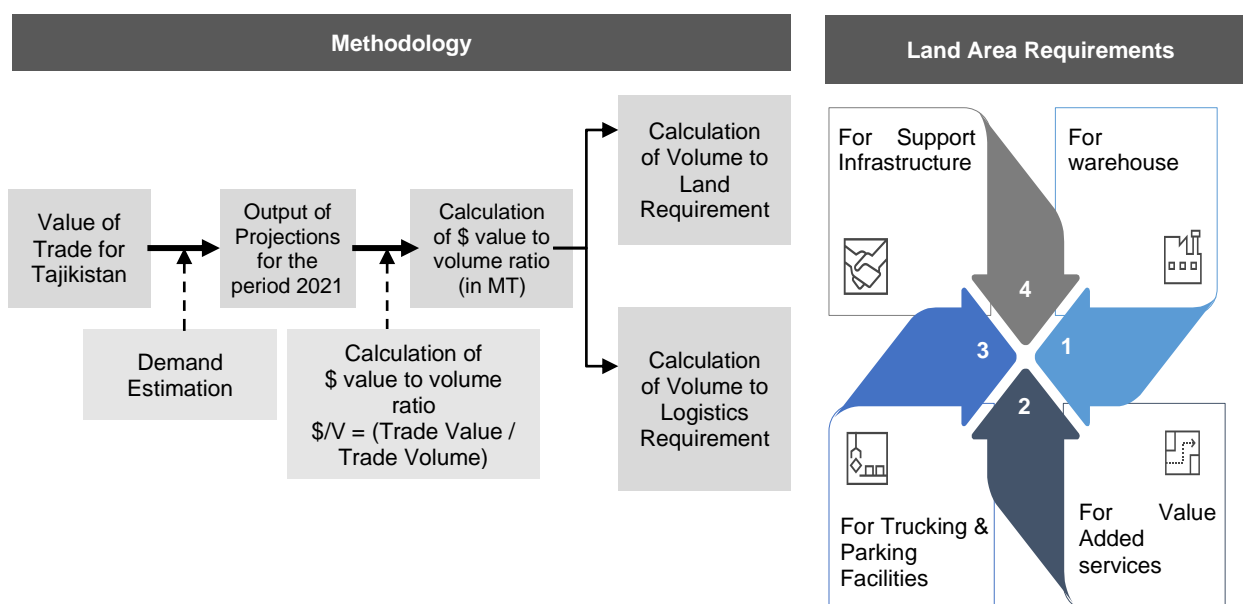 Methodology
Value of
Trade for
Tajikistan
Output of
Projections
for the
period 2021
Calculation
of $ value to
volume ratio
(in MT)
Calculation
of Volume to
Land
Requirement
Calculation
of Volume to
Logistics
Requirement
Demand
Estimation
Calculation of
$ value to volume
ratio
$/V = (Trade Value /
Trade Volume)
Land Area Requirements
For Support
Infrastructure
For
warehouse
4
3
1
2
For Trucking &
Parking
Facilities
For Value
Added
services